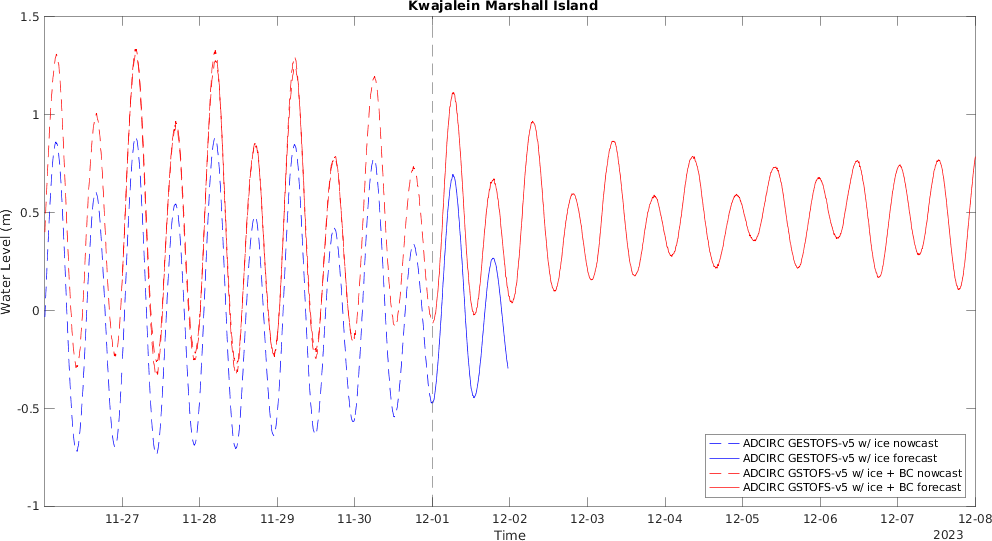 Kwajalein Marshall Island
1.5
1
0.5
0
-0.5
-1
Water Level (m)
ADCIRC GESTOFS-v5 w/ ice nowcast
ADCIRC GESTOFS-v5 w/ ice forecast
ADCIRC GSTOFS-v5 w/ ice + BC nowcast
ADCIRC GSTOFS-v5 w/ ice + BC forecast
11-27 11-28 11-29 11-30 12-01 12-02 12-03 12-04 12-05 12-06 12-07 12-08
Time
2023